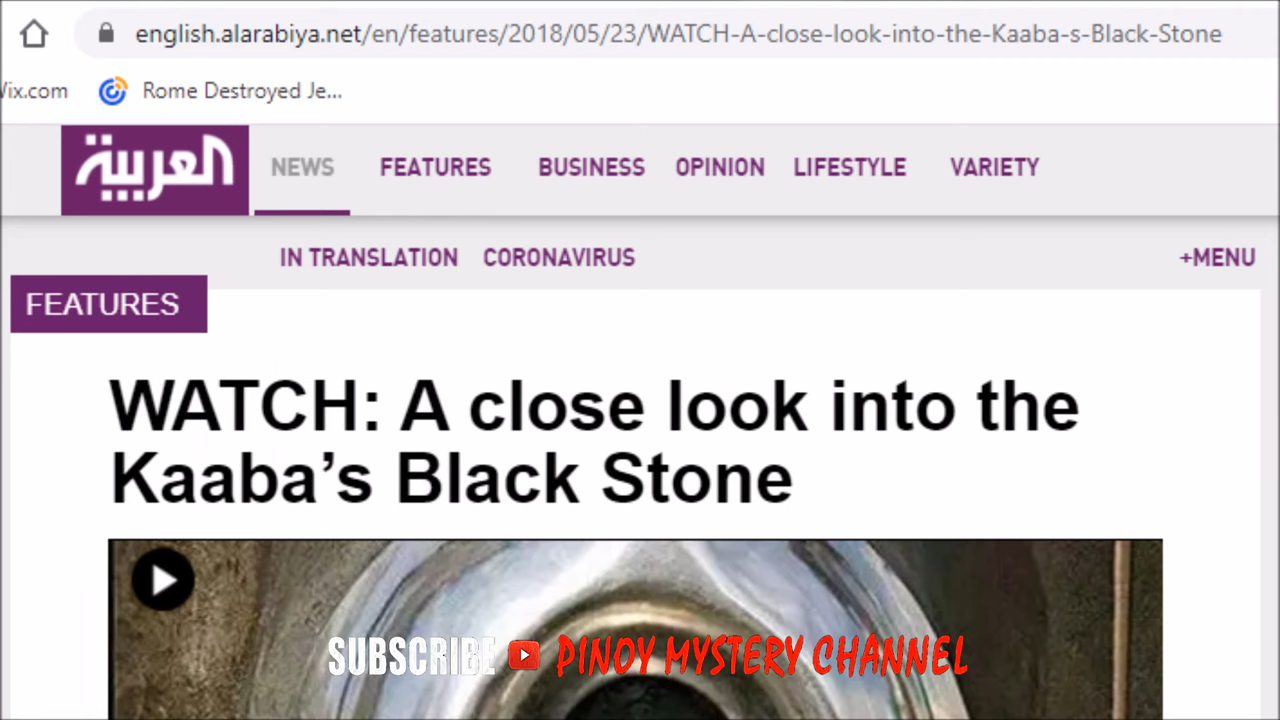 english.alarabiya.net/en/features/2018/05/23/WATCH-A-close-look-into-the-Kaaba-s-Black-Stone
Wix.com Rome Destroyed Je...
العربية NEWS FEATURES BUSINESS OPINION LIFESTYLE VARIETY
IN TRANSLATION CORONAVIRUS +MENU
FEATURES
WATCH: A close look into the
Kaaba’s Black Stone
SUBSCRIBE PINOY MYSTERY CHANNEL